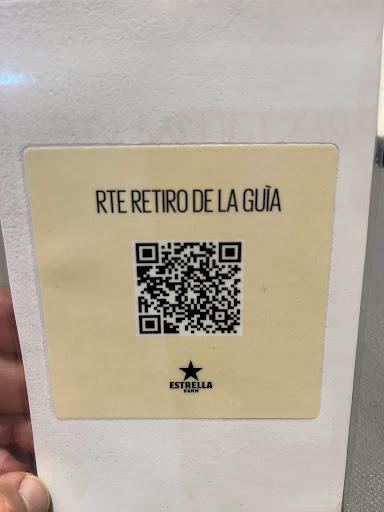 RTE RETIRO DE LA GUÌA
ESTRELLA
DAMM